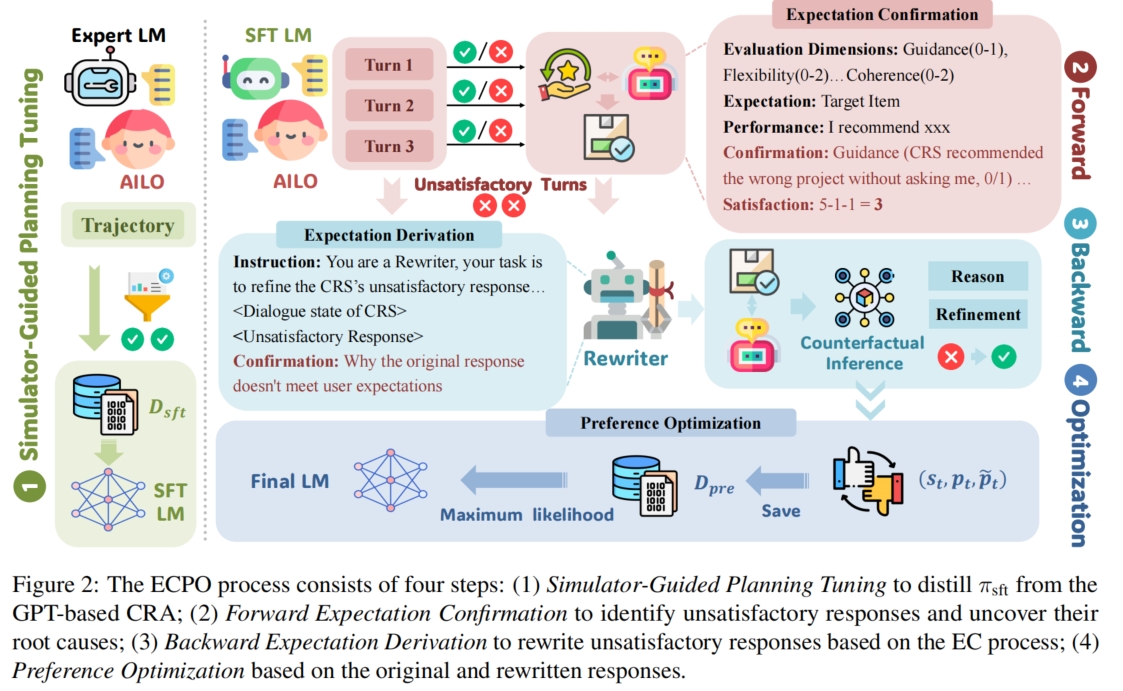 1 Simulator-Guided Planning Tuning
Expert LM
AILO
Trajectory
D_sft
SFT
LM
SFT LM
AILO
Turn 1
Turn 2
Turn 3
/
/
/
Unsatisfactory Turns
Expectation Confirmation
Evaluation Dimensions: Guidance(0-1),
Flexibility(0-2)... Coherence(0-2)
Expectation: Target Item
Performance: I recommend xxx
Confirmation: Guidance (CRS recommended
the wrong project without asking me, 0/1) ...
Satisfaction: 5-1-1 = 3
2 Forward
Expectation Derivation
Instruction: You are a Rewriter, your task is
to refine the CRS's unsatisfactory response...
<Dialogue state of CRS>
<Unsatisfactory Response>
Confirmation: Why the original response
doesn't meet user expectations
Rewriter
Counterfactual
Inference
Reason
Refinement
3 Backward
Preference Optimization
Final LM
Maximum likelihood
D_pre
Save
(s_t, p_t, p̃_t)
4 Optimization
Figure 2: The ECPO process consists of four steps: (1) Simulator-Guided Planning Tuning to distill π_sft from the
GPT-based CRA; (2) Forward Expectation Confirmation to identify unsatisfactory responses and uncover their
root causes; (3) Backward Expectation Derivation to rewrite unsatisfactory responses based on the EC process; (4)
Preference Optimization based on the original and rewritten responses.